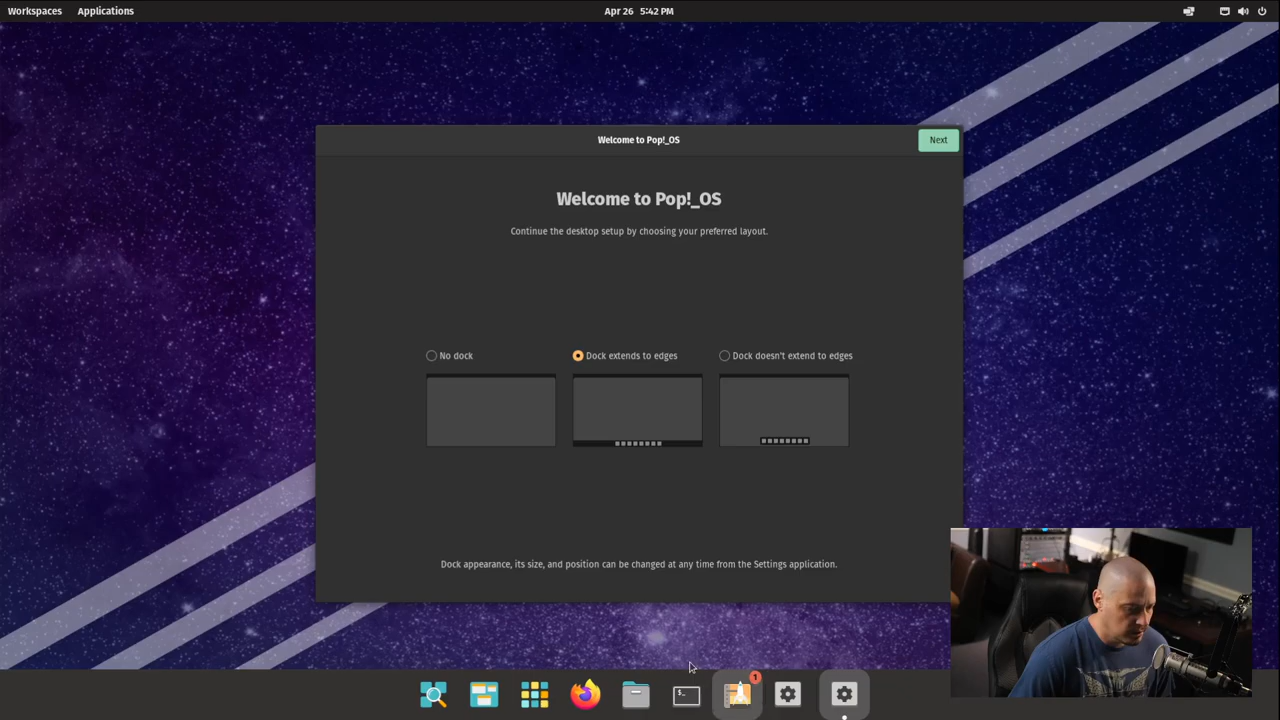 Workspaces Applications Apr 26 5:42 PM
Welcome to Pop!_OS Next
Welcome to Pop!_OS
Continue the desktop setup by choosing your preferred layout.
No dock Dock extends to edges Dock doesn't extend to edges
Dock appearance, its size, and position can be changed at any time from the Settings application.
1
$_